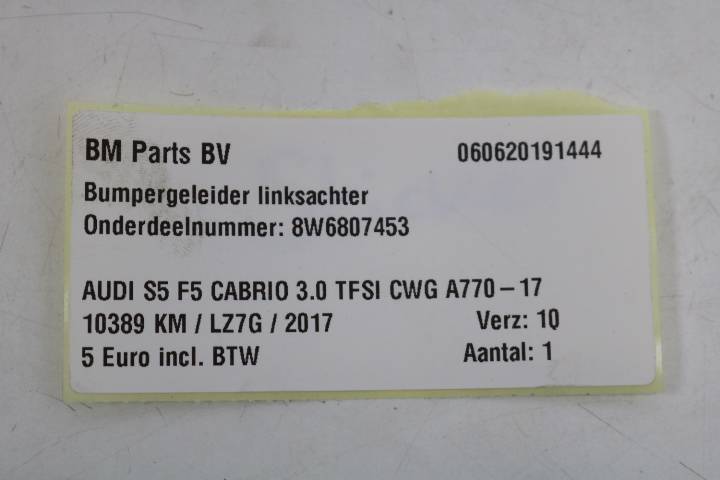 BM Parts BV 060620191444
Bumpergeleider linksachter
Onderdeelnummer: 8W6807453
AUDI S5 F5 CABRIO 3.0 TFSI CWG A770-17
10389 KM / LZ7G / 2017 Verz: 10
5 Euro incl. BTW Aantal: 1